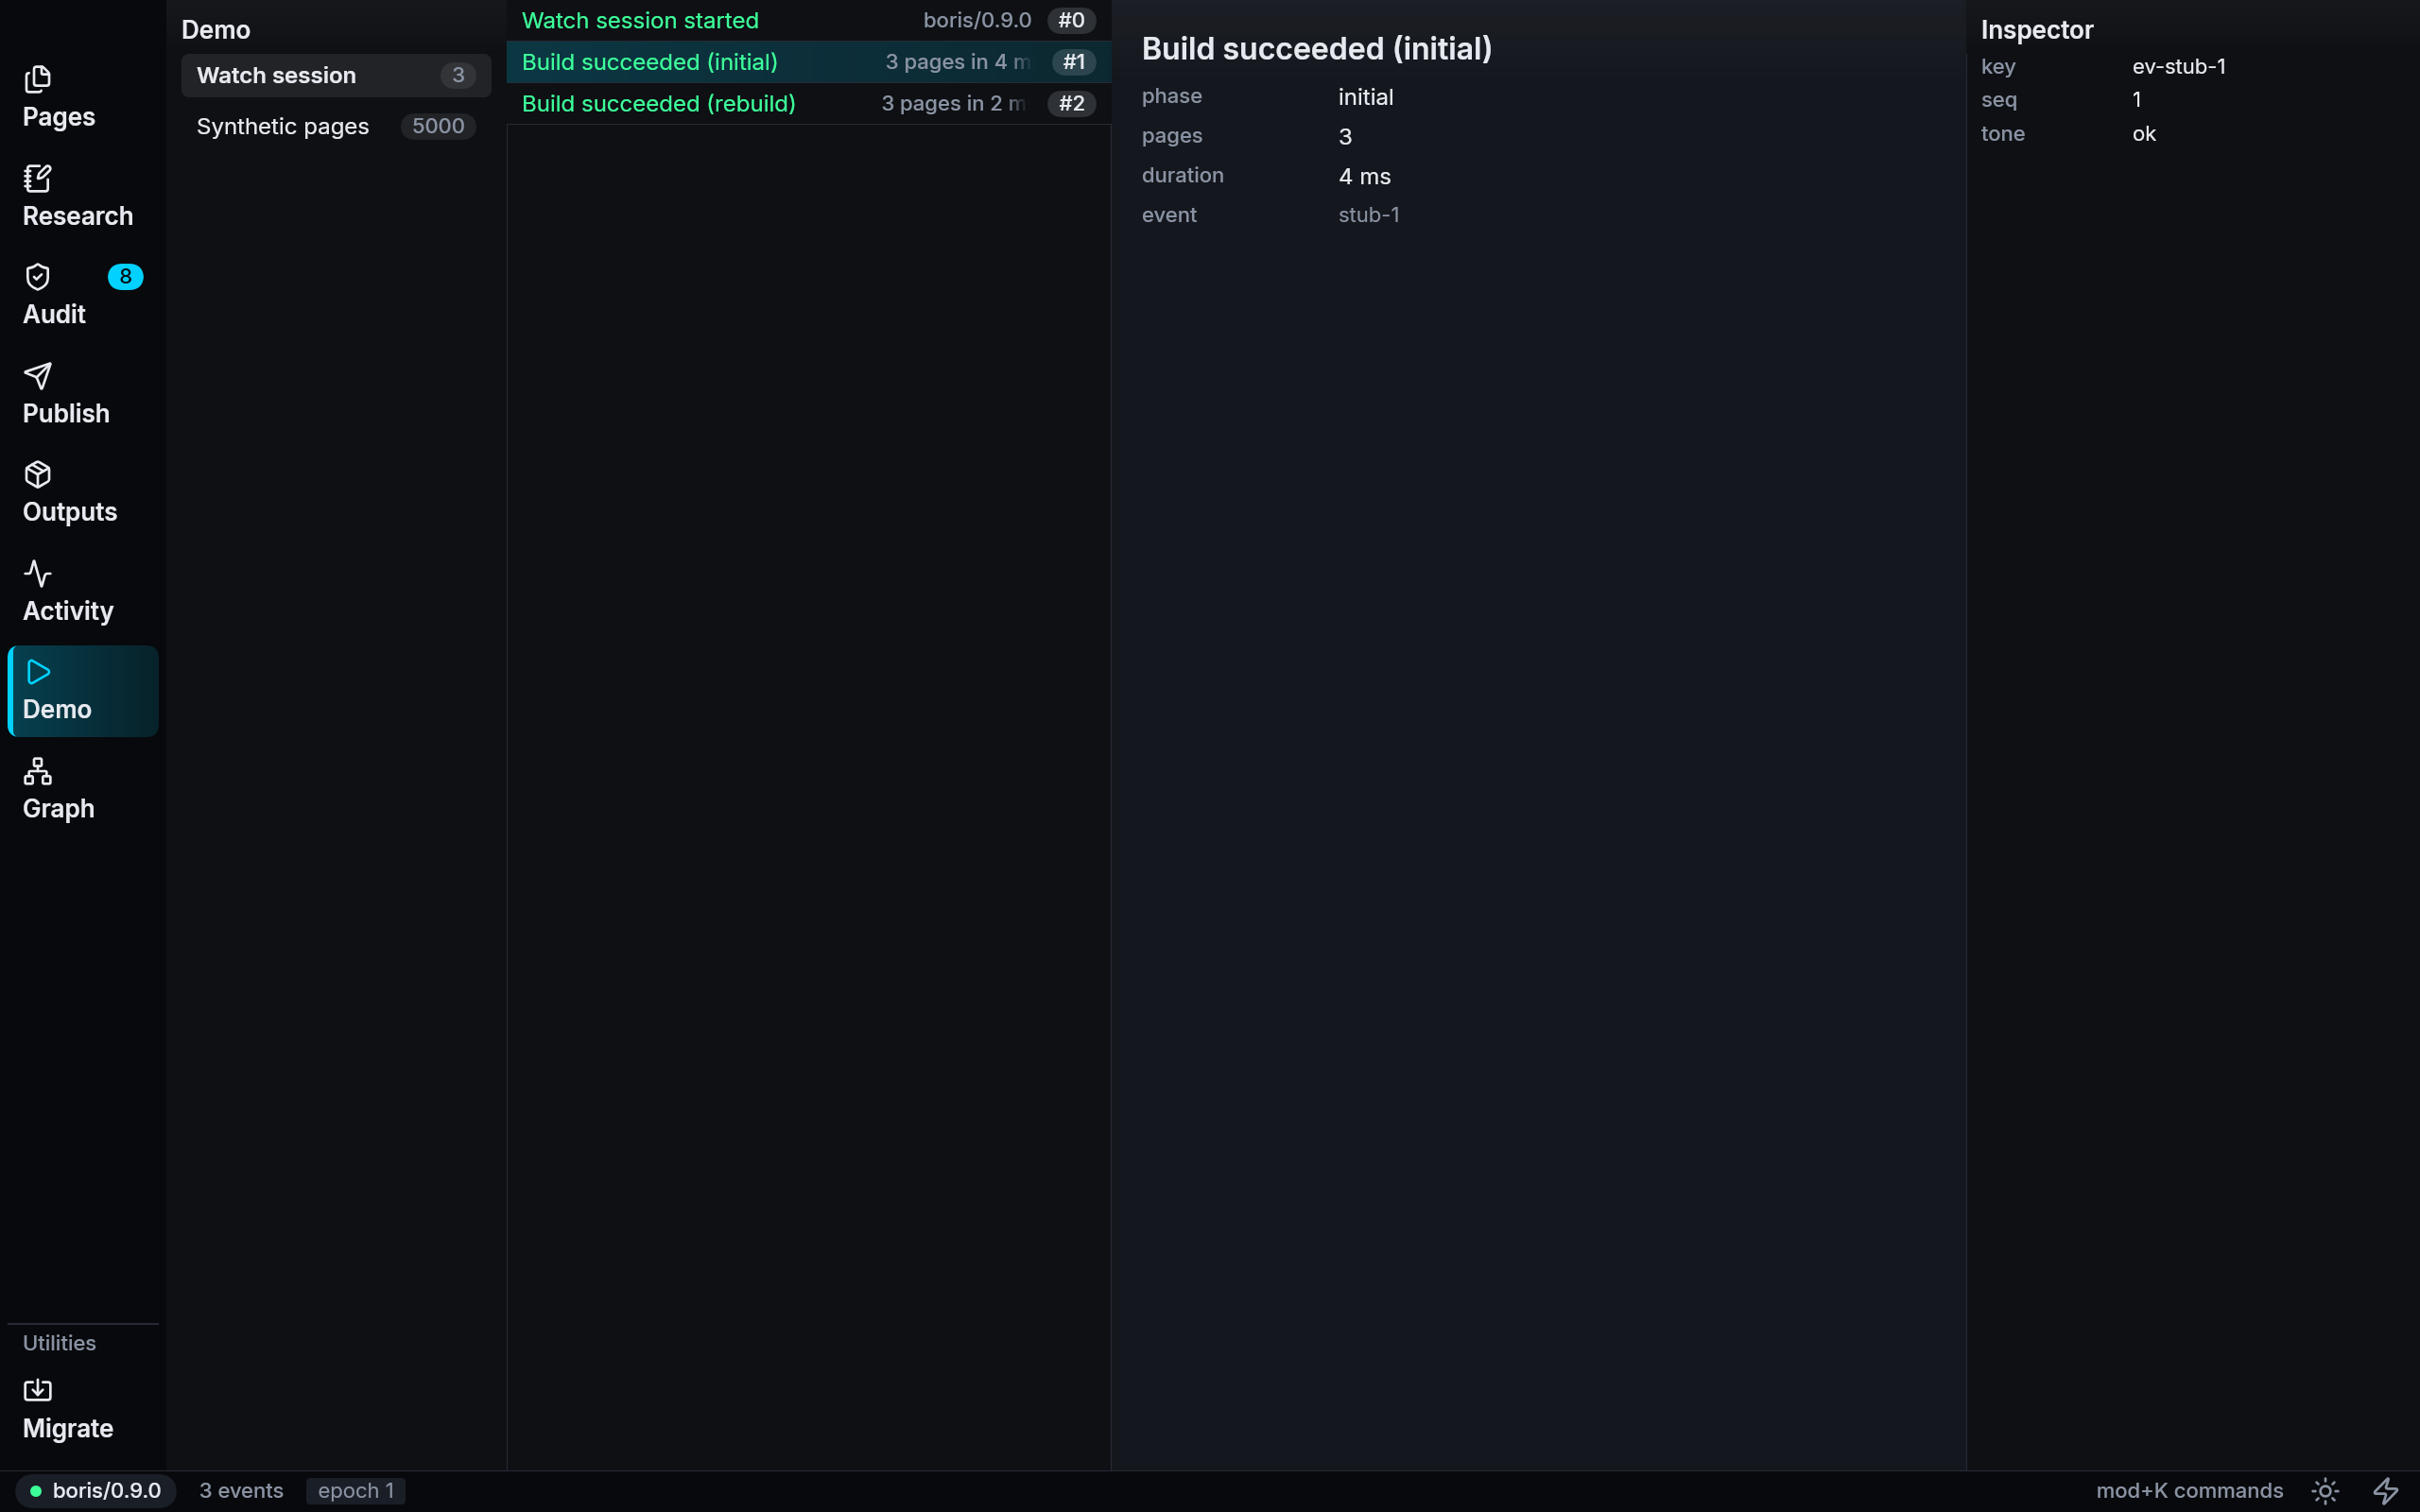 Pages
Research
Audit 8
Publish
Outputs
Activity
Demo
Graph
Utilities
Migrate
Demo
Watch session 3
Synthetic pages 5000
Watch session started boris/0.9.0 #0
Build succeeded (initial) 3 pages in 4 m #1
Build succeeded (rebuild) 3 pages in 2 m #2
Build succeeded (initial)
phase initial
pages 3
duration 4 ms
event stub-1
Inspector
key ev-stub-1
seq 1
tone ok
boris/0.9.0 3 events epoch 1 mod+K commands